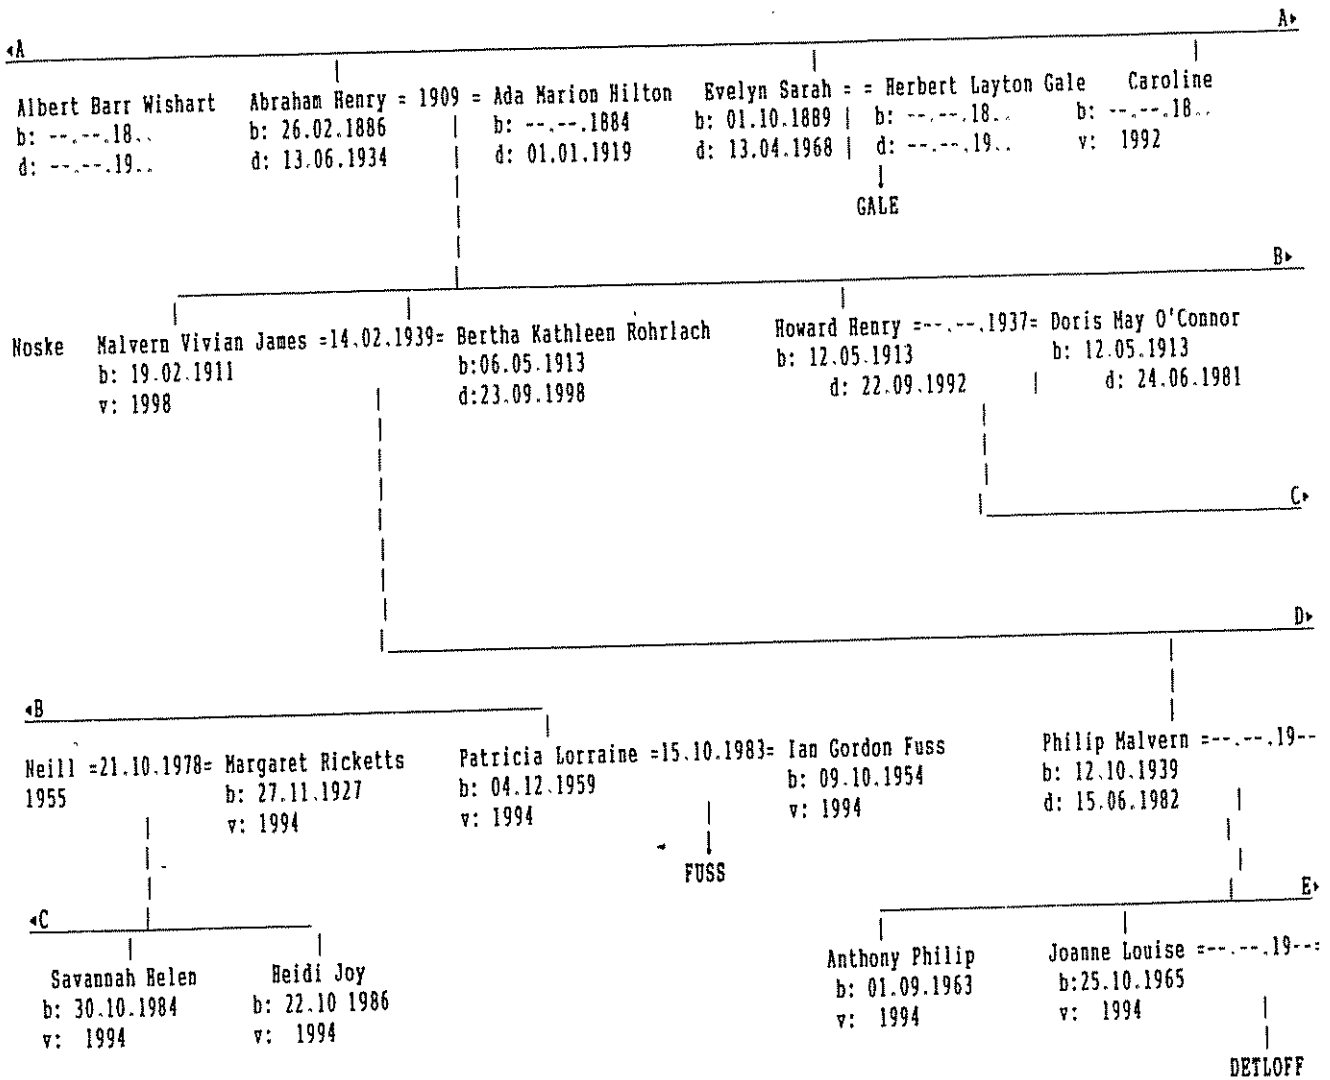 ◂A A▸
Albert Barr Wishart Abraham Henry = 1909 = Ada Marion Hilton Evelyn Sarah = = Herbert Layton Gale Caroline
b: --.--.18.. b: 26.02.1886 b: --.--.1884 b: 01.10.1889 b: --.--.18.. b: --.--.18..
d: --.--.19.. d: 13.06.1934 d: 01.01.1919 d: 13.04.1968 d: --.--.19.. v: 1992
GALE
B▸
Noske Malvern Vivian James =14.02.1939= Bertha Kathleen Rohrlach Howard Henry =--.--.1937= Doris May O'Connor
b: 19.02.1911 b:06.05.1913 b: 12.05.1913 b: 12.05.1913
v: 1998 d:23.09.1998 d: 22.09.1992 d: 24.06.1981
C▸
D▸
◂B
Neill =21.10.1978= Margaret Ricketts Patricia Lorraine =15.10.1983= Ian Gordon Fuss Philip Malvern =--.--.19--
1955 b: 27.11.1927 b: 04.12.1959 b: 09.10.1954 b: 12.10.1939
v: 1994 v: 1994 v: 1994 d: 15.06.1982
FUSS
◂C E▸
Savannah Helen Heidi Joy Anthony Philip Joanne Louise =--.--.19--=
b: 30.10.1984 b: 22.10 1986 b: 01.09.1963 b:25.10.1965
v: 1994 v: 1994 v: 1994 v: 1994
DETLOFF